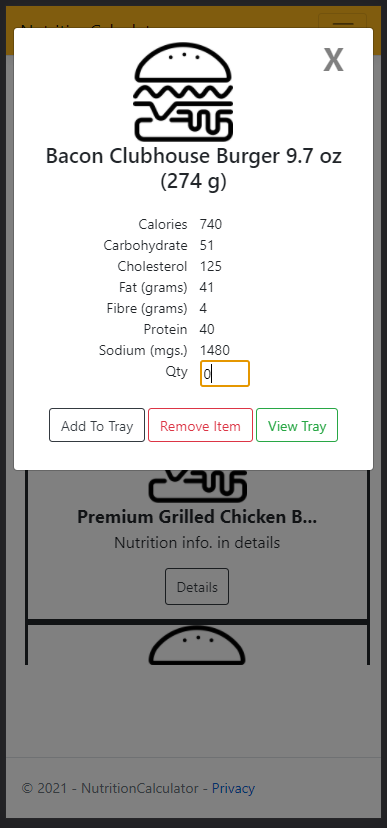 NutritionCalculator
X
Bacon Clubhouse Burger 9.7 oz
(274 g)
Calories 740
Carbohydrate 51
Cholesterol 125
Fat (grams) 41
Fibre (grams) 4
Protein 40
Sodium (mgs.) 1480
Qty 0
Add To Tray Remove Item View Tray
Premium Grilled Chicken B...
Nutrition info. in details
Details
© 2021 - NutritionCalculator - Privacy